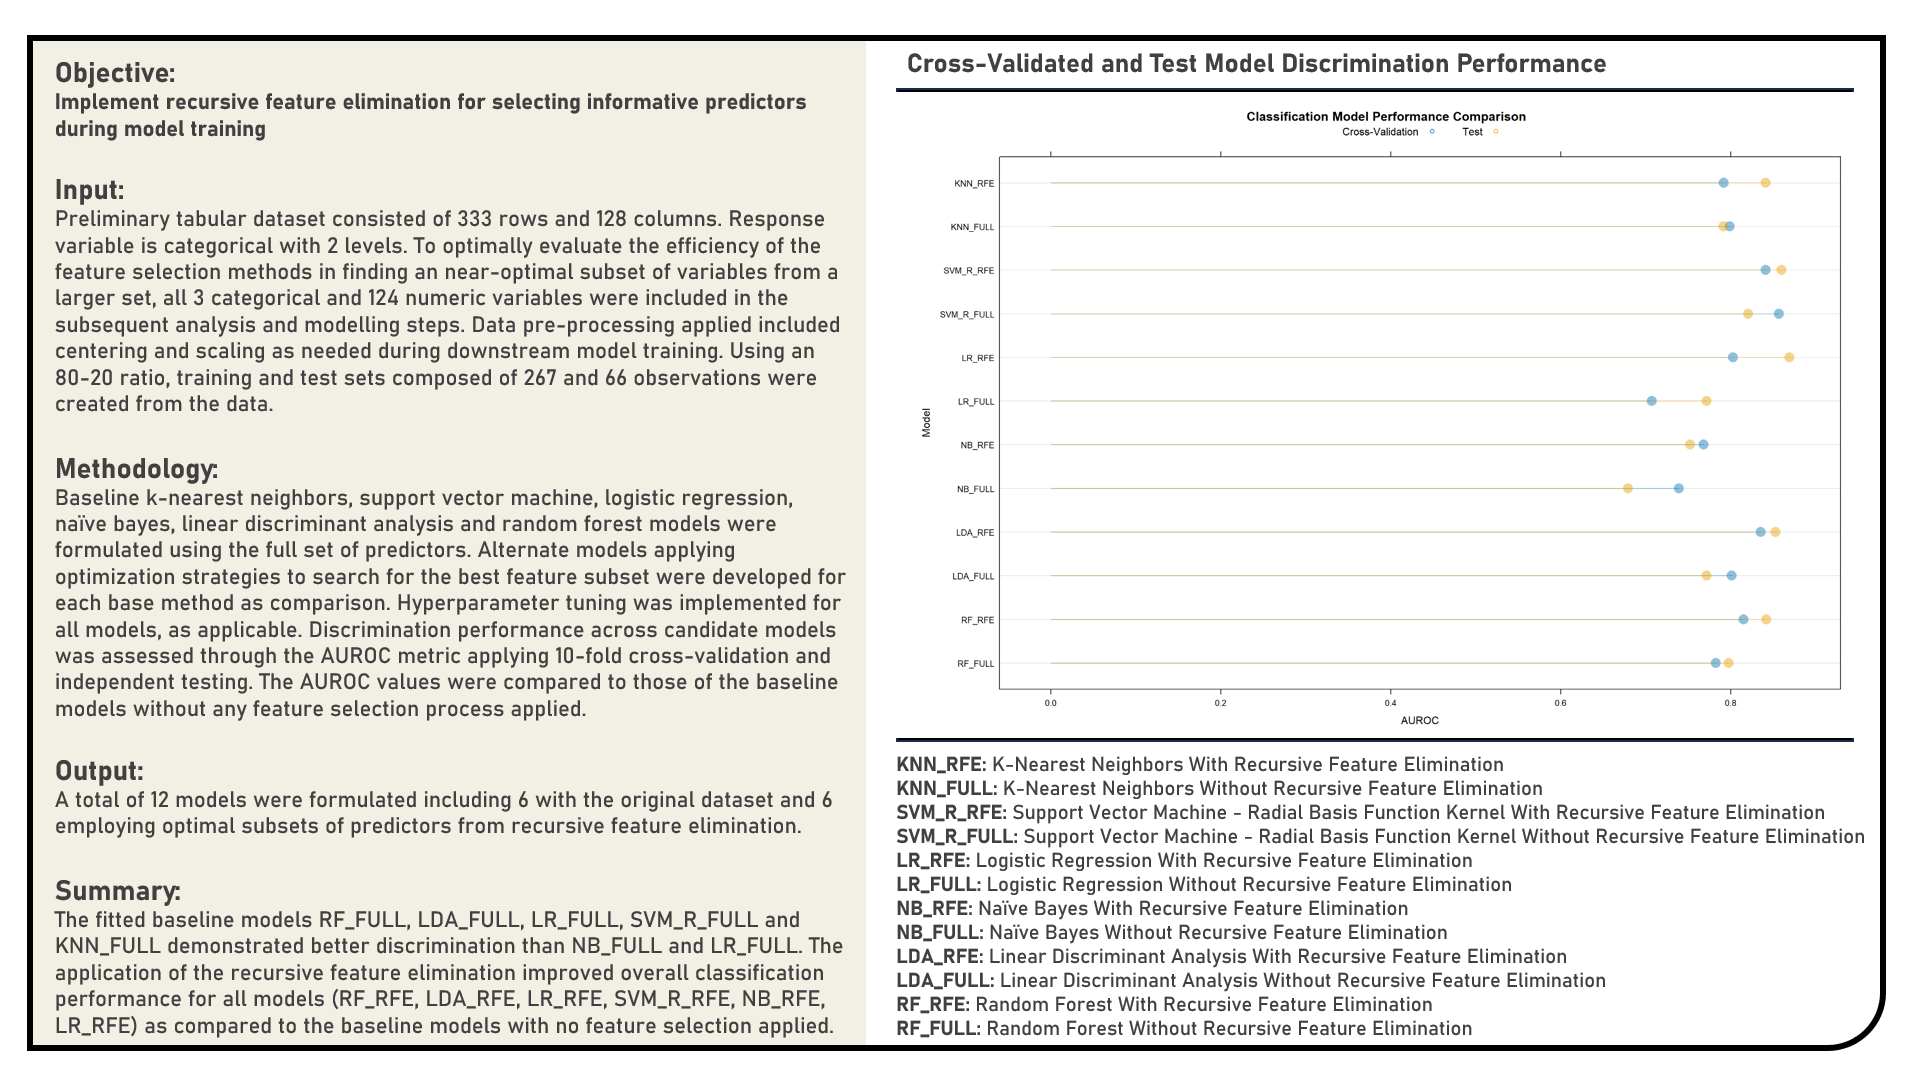 Objective:
Implement recursive feature elimination for selecting informative predictors
during model training
Input:
Preliminary tabular dataset consisted of 333 rows and 128 columns. Response
variable is categorical with 2 levels. To optimally evaluate the efficiency of the
feature selection methods in finding an near-optimal subset of variables from a
larger set, all 3 categorical and 124 numeric variables were included in the
subsequent analysis and modelling steps. Data pre-processing applied included
centering and scaling as needed during downstream model training. Using an
80-20 ratio, training and test sets composed of 267 and 66 observations were
created from the data.
Methodology:
Baseline k-nearest neighbors, support vector machine, logistic regression,
naïve bayes, linear discriminant analysis and random forest models were
formulated using the full set of predictors. Alternate models applying
optimization strategies to search for the best feature subset were developed for
each base method as comparison. Hyperparameter tuning was implemented for
all models, as applicable. Discrimination performance across candidate models
was assessed through the AUROC metric applying 10-fold cross-validation and
independent testing. The AUROC values were compared to those of the baseline
models without any feature selection process applied.
Output:
A total of 12 models were formulated including 6 with the original dataset and 6
employing optimal subsets of predictors from recursive feature elimination.
Summary:
The fitted baseline models RF_FULL, LDA_FULL, LR_FULL, SVM_R_FULL and
KNN_FULL demonstrated better discrimination than NB_FULL and LR_FULL. The
application of the recursive feature elimination improved overall classification
performance for all models (RF_RFE, LDA_RFE, LR_RFE, SVM_R_RFE, NB_RFE,
LR_RFE) as compared to the baseline models with no feature selection applied.
Cross-Validated and Test Model Discrimination Performance
Classification Model Performance Comparison
Cross-Validation Test
KNN_RFE
KNN_FULL
SVM_R_RFE
SVM_R_FULL
LR_RFE
LR_FULL
NB_RFE
NB_FULL
LDA_RFE
LDA_FULL
RF_RFE
RF_FULL
Model
0.0 0.2 0.4 0.6 0.8
AUROC
KNN_RFE: K-Nearest Neighbors With Recursive Feature Elimination
KNN_FULL: K-Nearest Neighbors Without Recursive Feature Elimination
SVM_R_RFE: Support Vector Machine - Radial Basis Function Kernel With Recursive Feature Elimination
SVM_R_FULL: Support Vector Machine - Radial Basis Function Kernel Without Recursive Feature Elimination
LR_RFE: Logistic Regression With Recursive Feature Elimination
LR_FULL: Logistic Regression Without Recursive Feature Elimination
NB_RFE: Naïve Bayes With Recursive Feature Elimination
NB_FULL: Naïve Bayes Without Recursive Feature Elimination
LDA_RFE: Linear Discriminant Analysis With Recursive Feature Elimination
LDA_FULL: Linear Discriminant Analysis Without Recursive Feature Elimination
RF_RFE: Random Forest With Recursive Feature Elimination
RF_FULL: Random Forest Without Recursive Feature Elimination